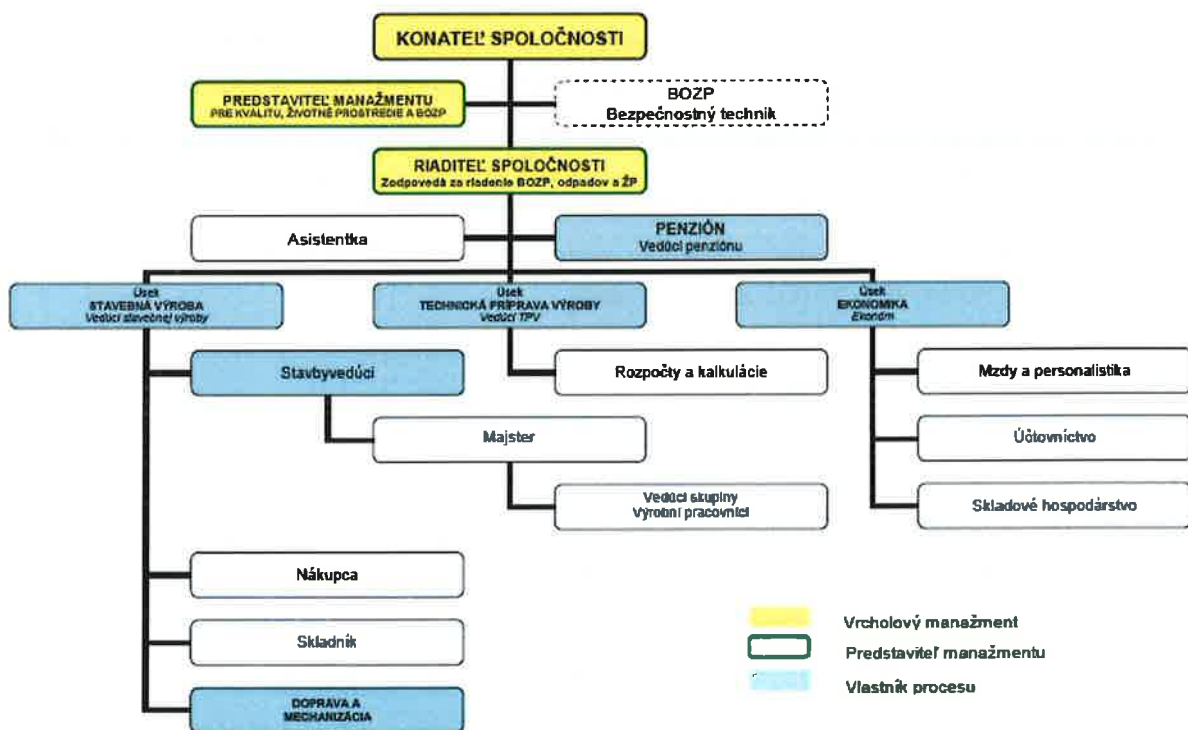 KONATEĽ SPOLOČNOSTI
PREDSTAVITEĽ MANAŽMENTU
PRE KVALITU, ŽIVOTNÉ PROSTREDIE A BOZP
BOZP
Bezpečnostný technik
RIADITEĽ SPOLOČNOSTI
Zodpovedá za riadenie BOZP, odpadov a ŽP
Asistentka
PENZIÓN
Vedúci penziónu
Úsek
STAVEBNÁ VÝROBA
Vedúci stavebnej výroby
Úsek
TECHNICKÁ PRÍPRAVA VÝROBY
Vedúci TPV
Úsek
EKONOMIKA
Ekonóm
Stavbyvedúci
Rozpočty a kalkulácie
Mzdy a personalistika
Majster
Účtovníctvo
Vedúci skupiny
Výrobní pracovníci
Skladové hospodárstvo
Nákupca
Skladník
DOPRAVA A
MECHANIZÁCIA
Vrcholový manažment
Predstaviteľ manažmentu
Vlastník procesu